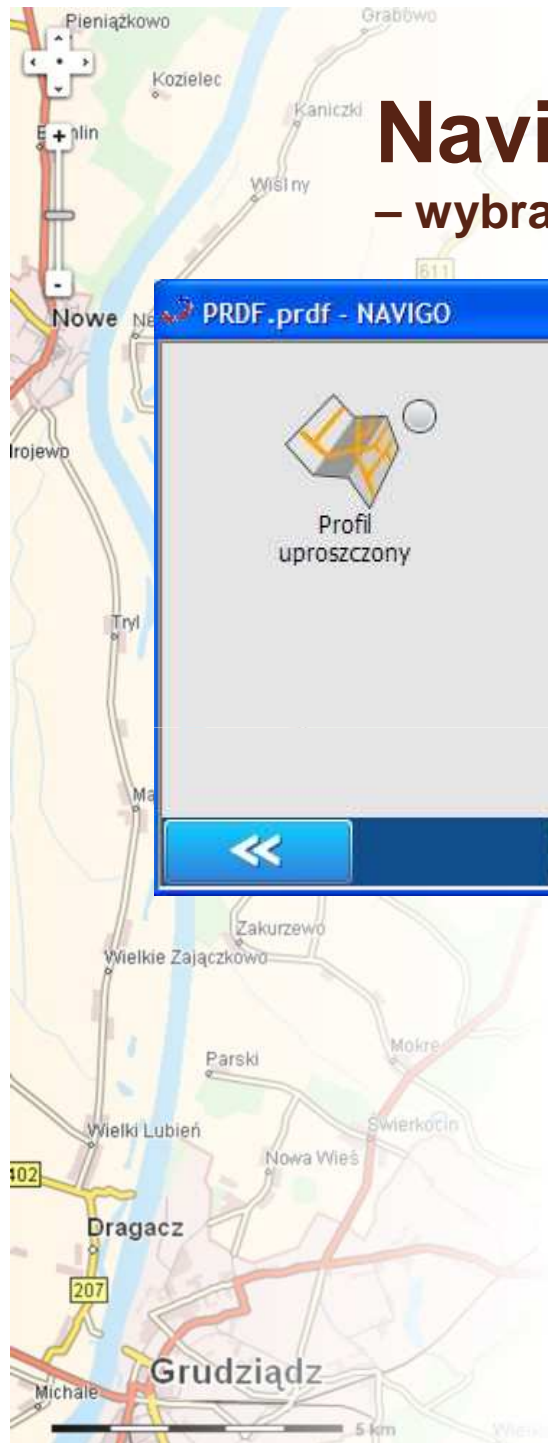 Pieniążkowo
Grabowo
Kozielec
Kaniczki
Navi
– wybra
+
-
611
Nowe
PRDF.prdf - NAVIGO
Profil
uproszczony
Tryl
Zakurzewo
Wielkie Zajączkowo
Mokre
Parski
Świerkocin
Wielki Lubień
Nowa Wieś
402
Dragacz
207
Grudziądz
Michale
5 km